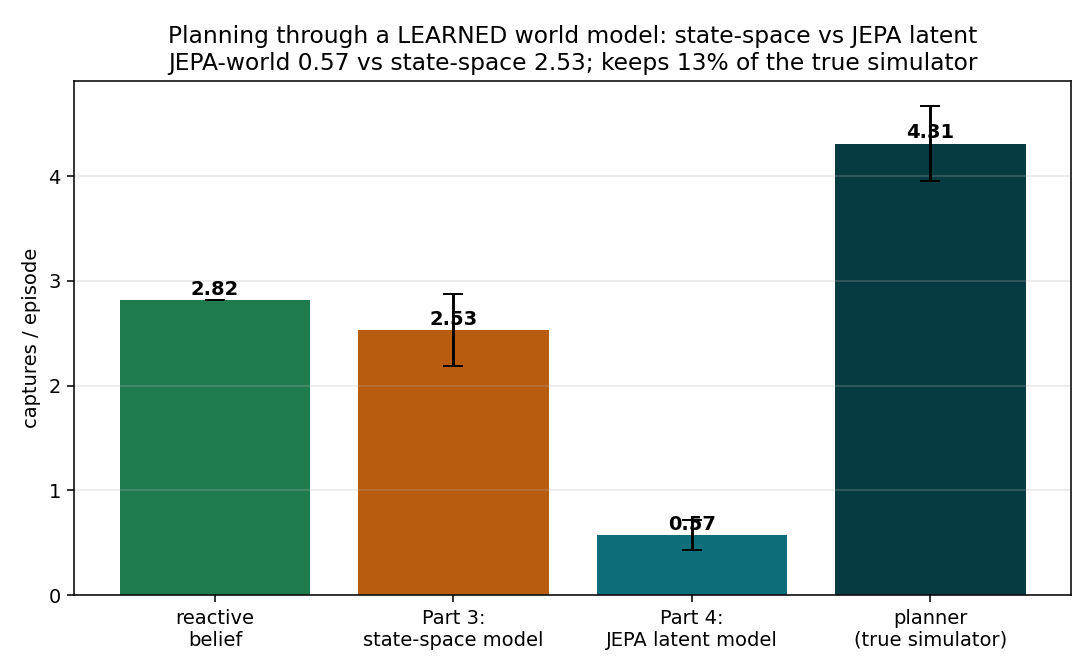 Planning through a LEARNED world model: state-space vs JEPA latent
JEPA-world 0.57 vs state-space 2.53; keeps 13% of the true simulator
captures / episode
4
3
2
1
0
2.82
2.53
0.57
4.31
reactive
belief
Part 3:
state-space model
Part 4:
JEPA latent model
planner
(true simulator)